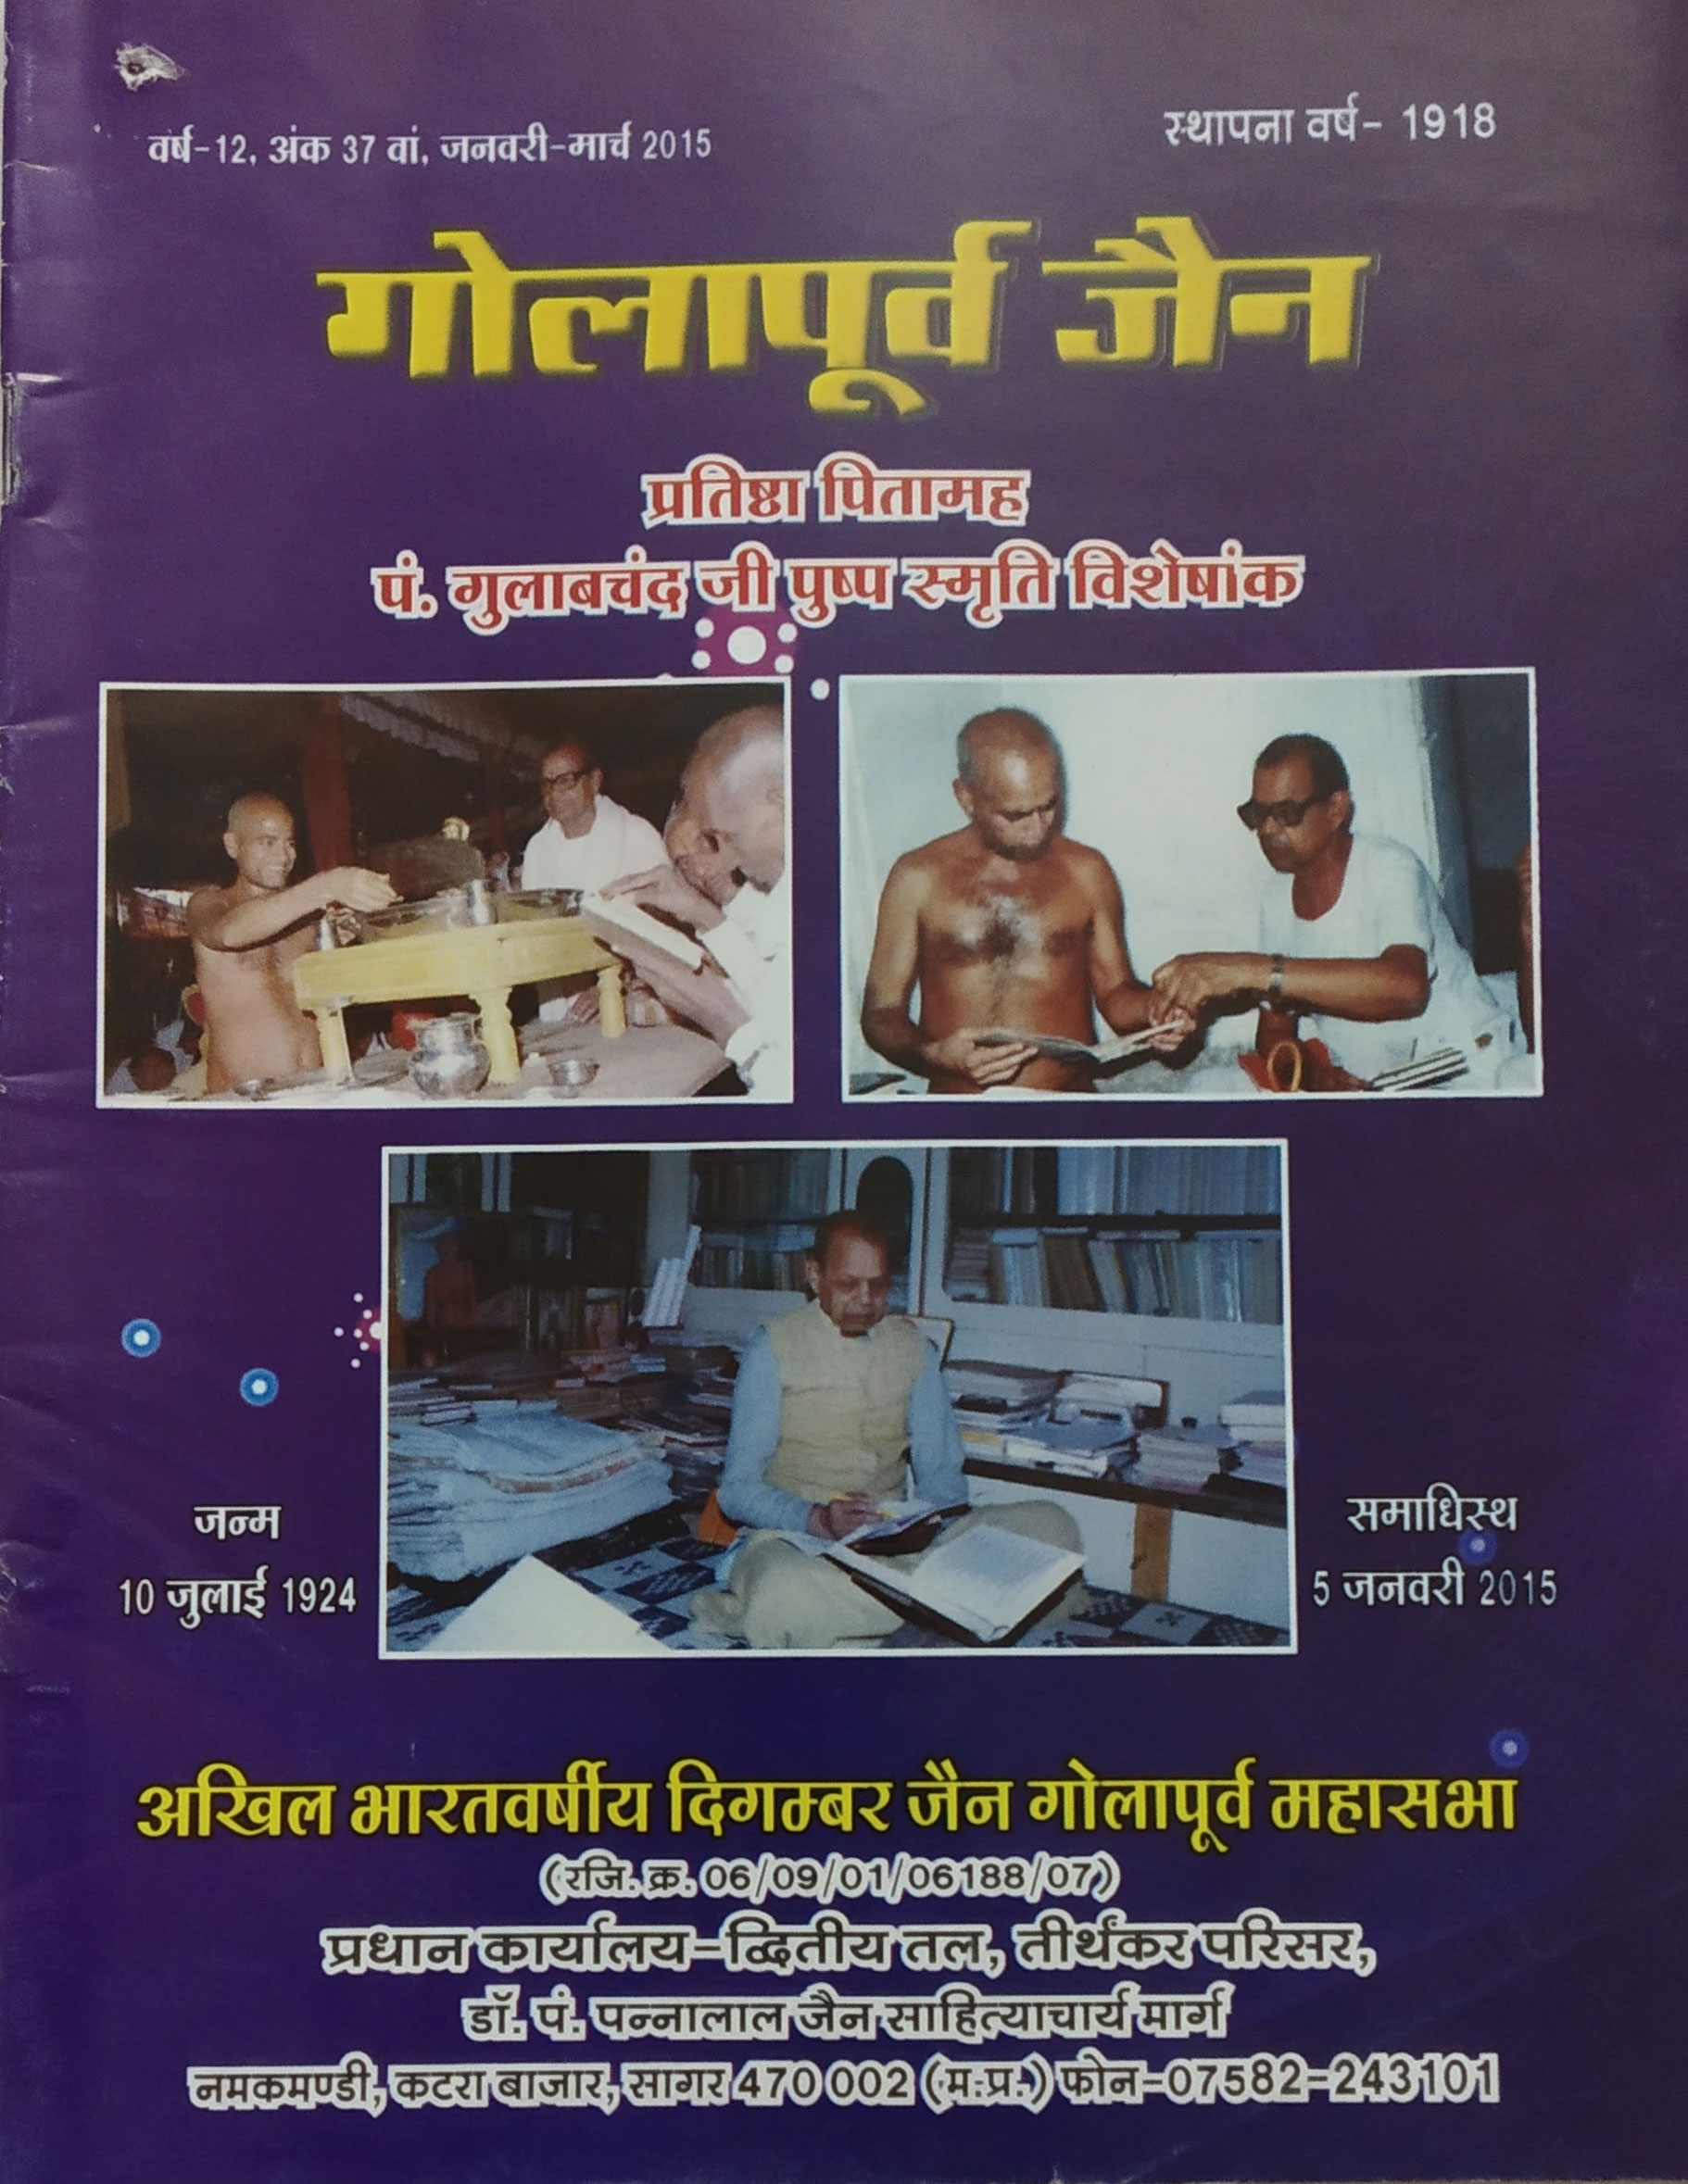 वर्ष-12, अंक 37 वां, जनवरी-मार्च 2015
स्थापना वर्ष- 1918
गोलापूर्व जैन
प्रतिष्ठा पितामह
पं. गुलाबचंद जी पुष्प स्मृति विशेषांक
जन्म
10 जुलाई 1924
समाधिस्थ
5 जनवरी 2015
अखिल भारतवर्षीय दिगम्बर जैन गोलापूर्व महासभा
(रजि. क्र. 06/09/01/06188/07)
प्रधान कार्यालय-द्वितीय तल, तीर्थंकर परिसर,
डॉ. पं. पन्नालाल जैन साहित्याचार्य मार्ग
नमकमण्डी, कटरा बाजार, सागर 470 002 (म.प्र.) फोन-07582-243101